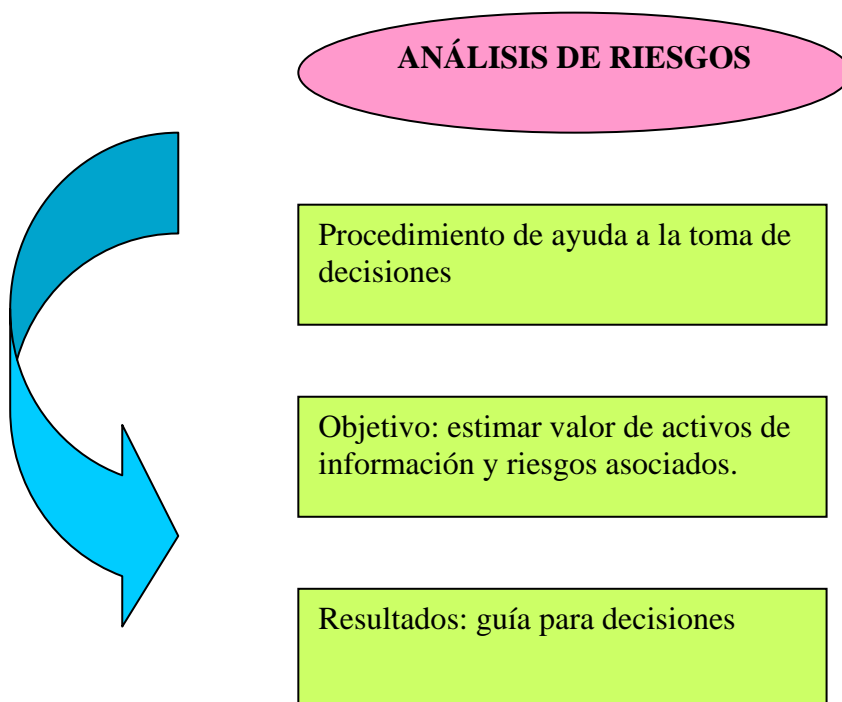 ANÁLISIS DE RIESGOS
Procedimiento de ayuda a la toma de
decisiones
Objetivo: estimar valor de activos de
información y riesgos asociados.
Resultados: guía para decisiones